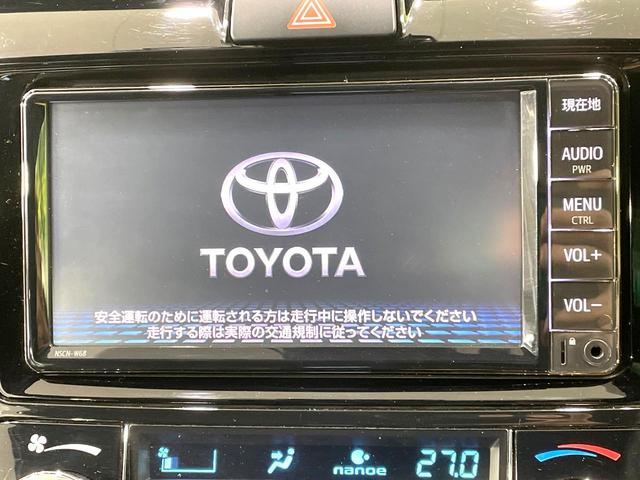 現在地
AUDIO
PWR
MENU
CTRL
VOL+
VOL−
TOYOTA
安全運転のために運転される方は走行中に操作しないでください
走行する際は実際の交通規制に従ってください
NSCN-W68
nanoe
27.0